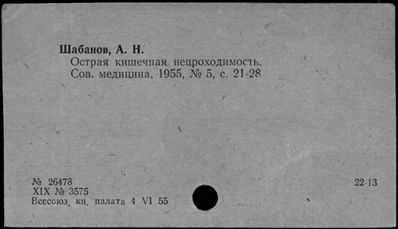 Шабанов, А. Н.
Острая кишечная непроходимость.
Сов. медицина, 1955, № 5, с. 21-28
№ 26478 22-13
XIX № 3575
Всесоюз. кн. палата 4 VI 55